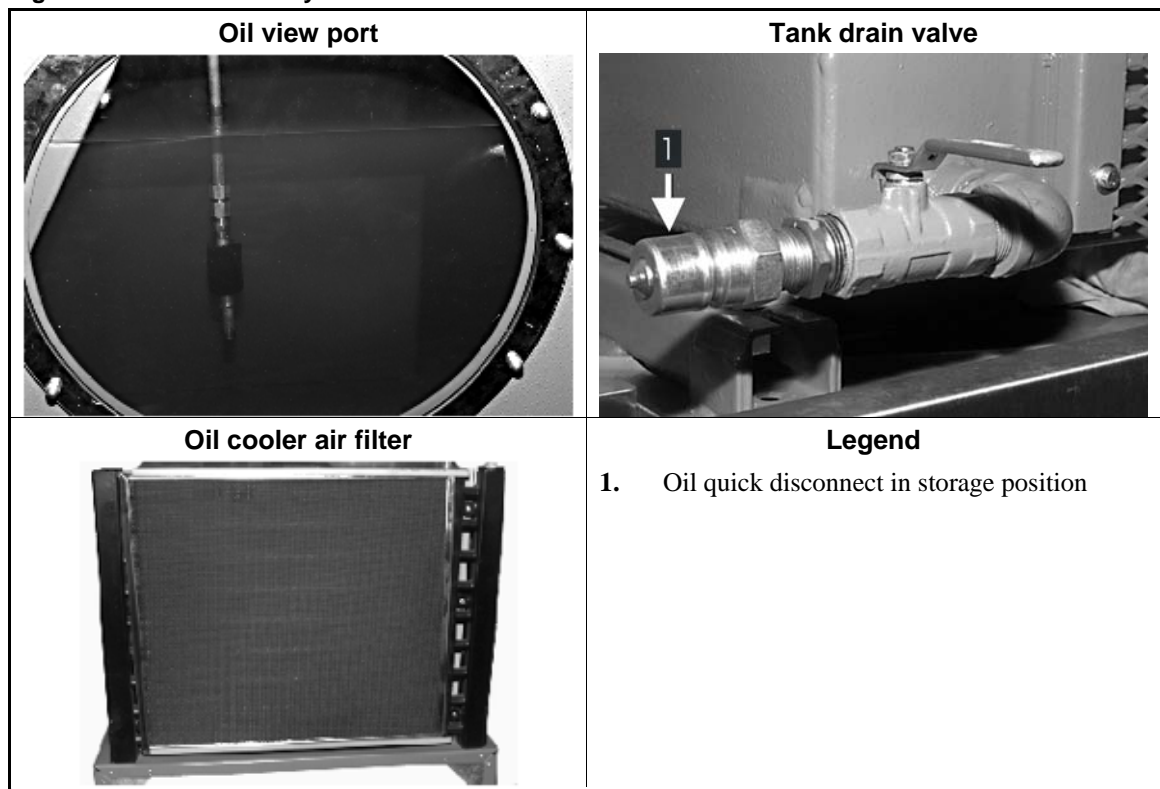 Oil view port
Tank drain valve
1
Oil cooler air filter
Legend
1. Oil quick disconnect in storage position